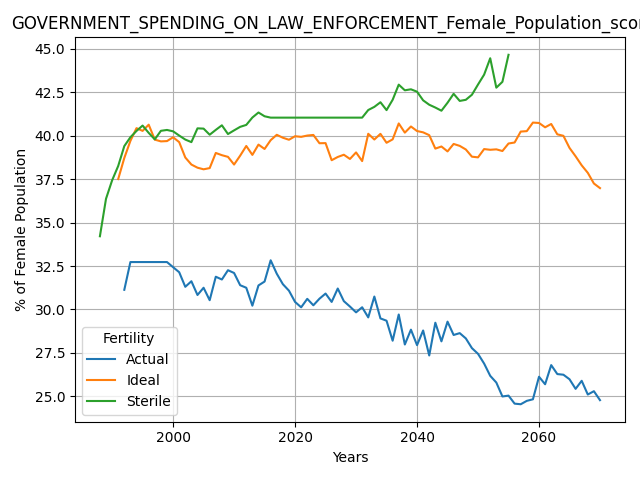 GOVERNMENT_SPENDING_ON_LAW_ENFORCEMENT_Female_Population_scor
45.0
42.5
40.0
37.5
35.0
32.5
30.0
27.5
25.0
% of Female Population
Fertility
Actual
Ideal
Sterile
2000
2020
2040
2060
Years